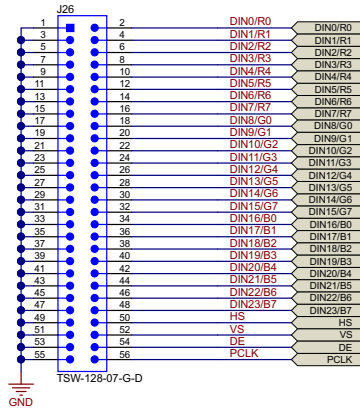 J26
1 2 DIN0/R0 DIN0/R0
3 4 DIN1/R1 DIN1/R1
5 6 DIN2/R2 DIN2/R2
7 8 DIN3/R3 DIN3/R3
9 10 DIN4/R4 DIN4/R4
11 12 DIN5/R5 DIN5/R5
13 14 DIN6/R6 DIN6/R6
15 16 DIN7/R7 DIN7/R7
17 18 DIN8/G0 DIN8/G0
19 20 DIN9/G1 DIN9/G1
21 22 DIN10/G2 DIN10/G2
23 24 DIN11/G3 DIN11/G3
25 26 DIN12/G4 DIN12/G4
27 28 DIN13/G5 DIN13/G5
29 30 DIN14/G6 DIN14/G6
31 32 DIN15/G7 DIN15/G7
33 34 DIN16/B0 DIN16/B0
35 36 DIN17/B1 DIN17/B1
37 38 DIN18/B2 DIN18/B2
39 40 DIN19/B3 DIN19/B3
41 42 DIN20/B4 DIN20/B4
43 44 DIN21/B5 DIN21/B5
45 46 DIN22/B6 DIN22/B6
47 48 DIN23/B7 DIN23/B7
49 50 HS HS
51 52 VS VS
53 54 DE DE
55 56 PCLK PCLK
TSW-128-07-G-D
GND